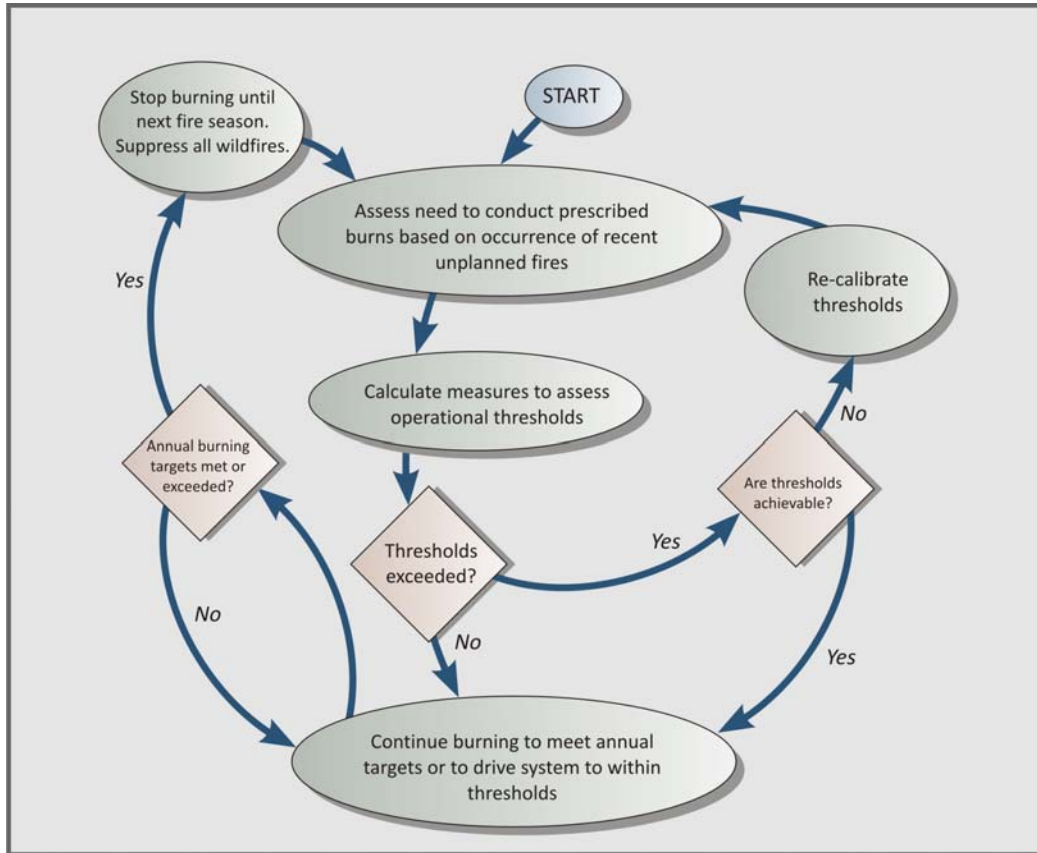 START
Stop burning until
next fire season.
Suppress all wildfires.
Assess need to conduct prescribed
burns based on occurrence of recent
unplanned fires
Re-calibrate
thresholds
Yes
Calculate measures to assess
operational thresholds
No
Annual burning
targets met or
exceeded?
Are thresholds
achievable?
Thresholds
exceeded?
Yes
No
No
Yes
Continue burning to meet annual
targets or to drive system to within
thresholds